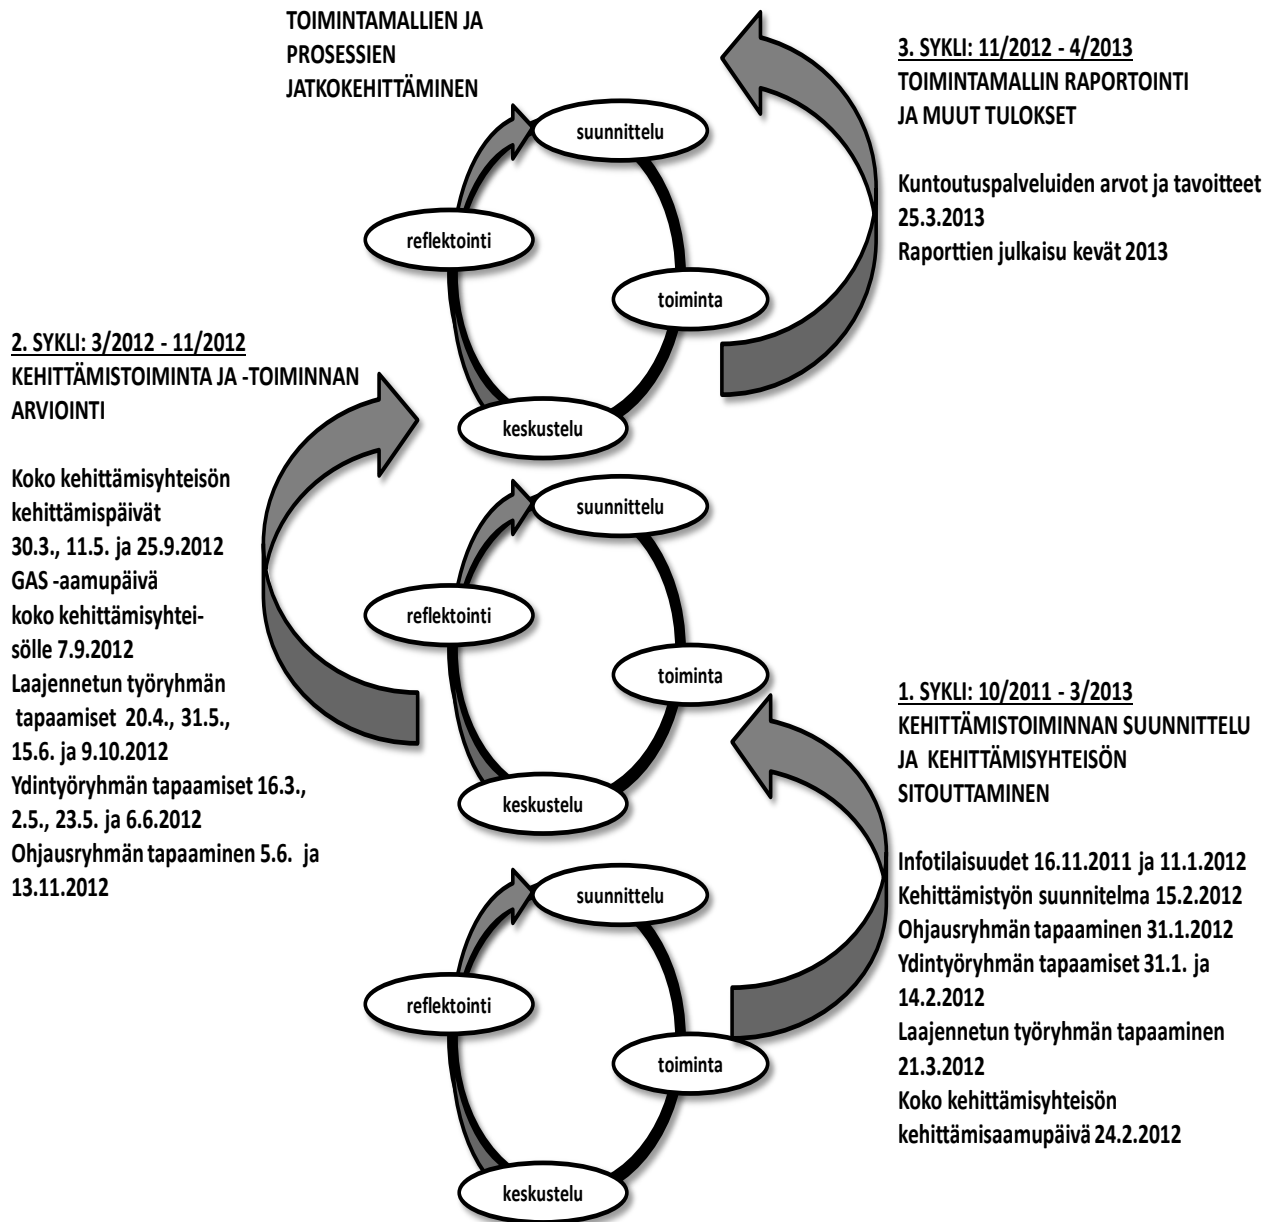 TOIMINTAMALLIEN JA
PROSESSIEN
JATKOKEHITTÄMINEN
3. SYKLI: 11/2012 - 4/2013
TOIMINTAMALLIN RAPORTOINTI
JA MUUT TULOKSET
Kuntoutuspalveluiden arvot ja tavoitteet
25.3.2013
Raporttien julkaisu kevät 2013
suunnittelu
reflektointi
toiminta
keskustelu
2. SYKLI: 3/2012 - 11/2012
KEHITTÄMISTOIMINTA JA -TOIMINNAN
ARVIOINTI
Koko kehittämisyhteisön
kehittämispäivät
30.3., 11.5. ja 25.9.2012
GAS -aamupäivä
koko kehittämisyhtei-
sölle 7.9.2012
Laajennetun työryhmän
tapaamiset 20.4., 31.5.,
15.6. ja 9.10.2012
Ydintyöryhmän tapaamiset 16.3.,
2.5., 23.5. ja 6.6.2012
Ohjausryhmän tapaaminen 5.6. ja
13.11.2012
suunnittelu
reflektointi
toiminta
keskustelu
1. SYKLI: 10/2011 - 3/2013
KEHITTÄMISTOIMINNAN SUUNNITTELU
JA KEHITTÄMISYHTEISÖN
SITOUTTAMINEN
Infotilaisuudet 16.11.2011 ja 11.1.2012
Kehittämistyön suunnitelma 15.2.2012
Ohjausryhmän tapaaminen 31.1.2012
Ydintyöryhmän tapaamiset 31.1. ja
14.2.2012
Laajennetun työryhmän tapaaminen
21.3.2012
Koko kehittämisyhteisön
kehittämisaamupäivä 24.2.2012
suunnittelu
reflektointi
toiminta
keskustelu